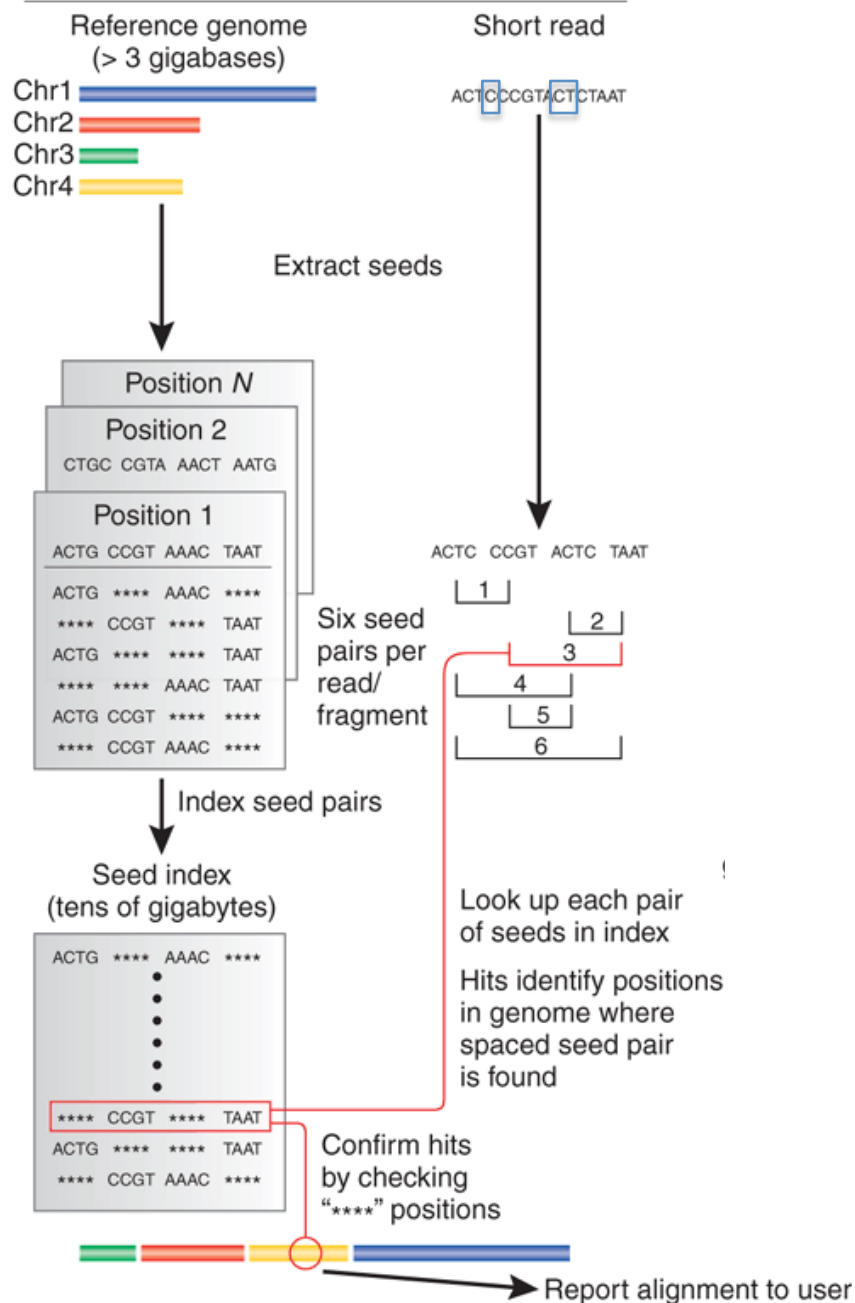 Reference genome
(> 3 gigabases)
Short read
Chr1
Chr2
Chr3
Chr4
ACTCCCGTACTCTAAT
Extract seeds
Position N
Position 2
CTGC CGTA AACT AATG
Position 1
ACTG CCGT AAAC TAAT
ACTG **** AAAC ****
**** CCGT **** TAAT
ACTG **** **** TAAT
**** **** AAAC TAAT
ACTG CCGT **** ****
**** CCGT AAAC ****
ACTC CCGT ACTC TAAT
1
2
3
4
5
6
Six seed
pairs per
read/
fragment
Index seed pairs
Seed index
(tens of gigabytes)
ACTG **** AAAC ****
**** CCGT **** TAAT
ACTG **** **** TAAT
**** CCGT AAAC ****
Look up each pair
of seeds in index
Hits identify positions
in genome where
spaced seed pair
is found
Confirm hits
by checking
"****" positions
Report alignment to user